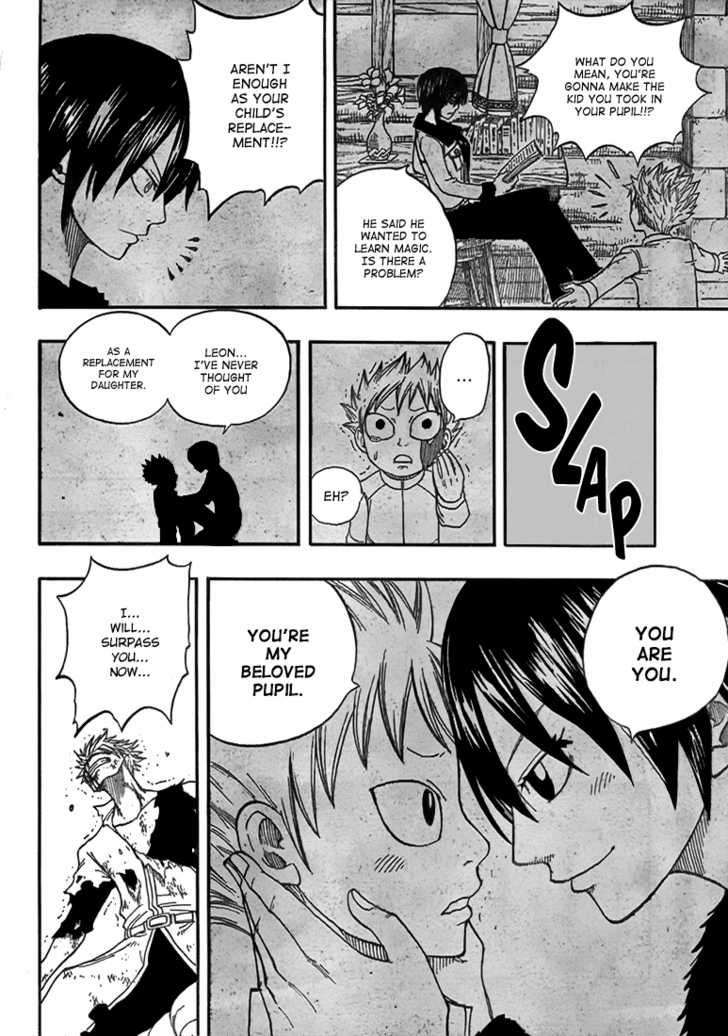 WHAT DO YOU
MEAN, YOU'RE
GONNA MAKE THE
KID YOU TOOK IN
YOUR PUPIL!!?
HE SAID HE
WANTED TO
LEARN MAGIC.
IS THERE A
PROBLEM?
AREN'T I
ENOUGH
AS YOUR
CHILD'S
REPLACE-
MENT!!?
SLAP
...
EH?
LEON...
I'VE NEVER
THOUGHT
OF YOU
AS A
REPLACEMENT
FOR MY
DAUGHTER.
YOU
ARE
YOU.
YOU'RE
MY
BELOVED
PUPIL.
I...
WILL...
SURPASS
YOU...
NOW...